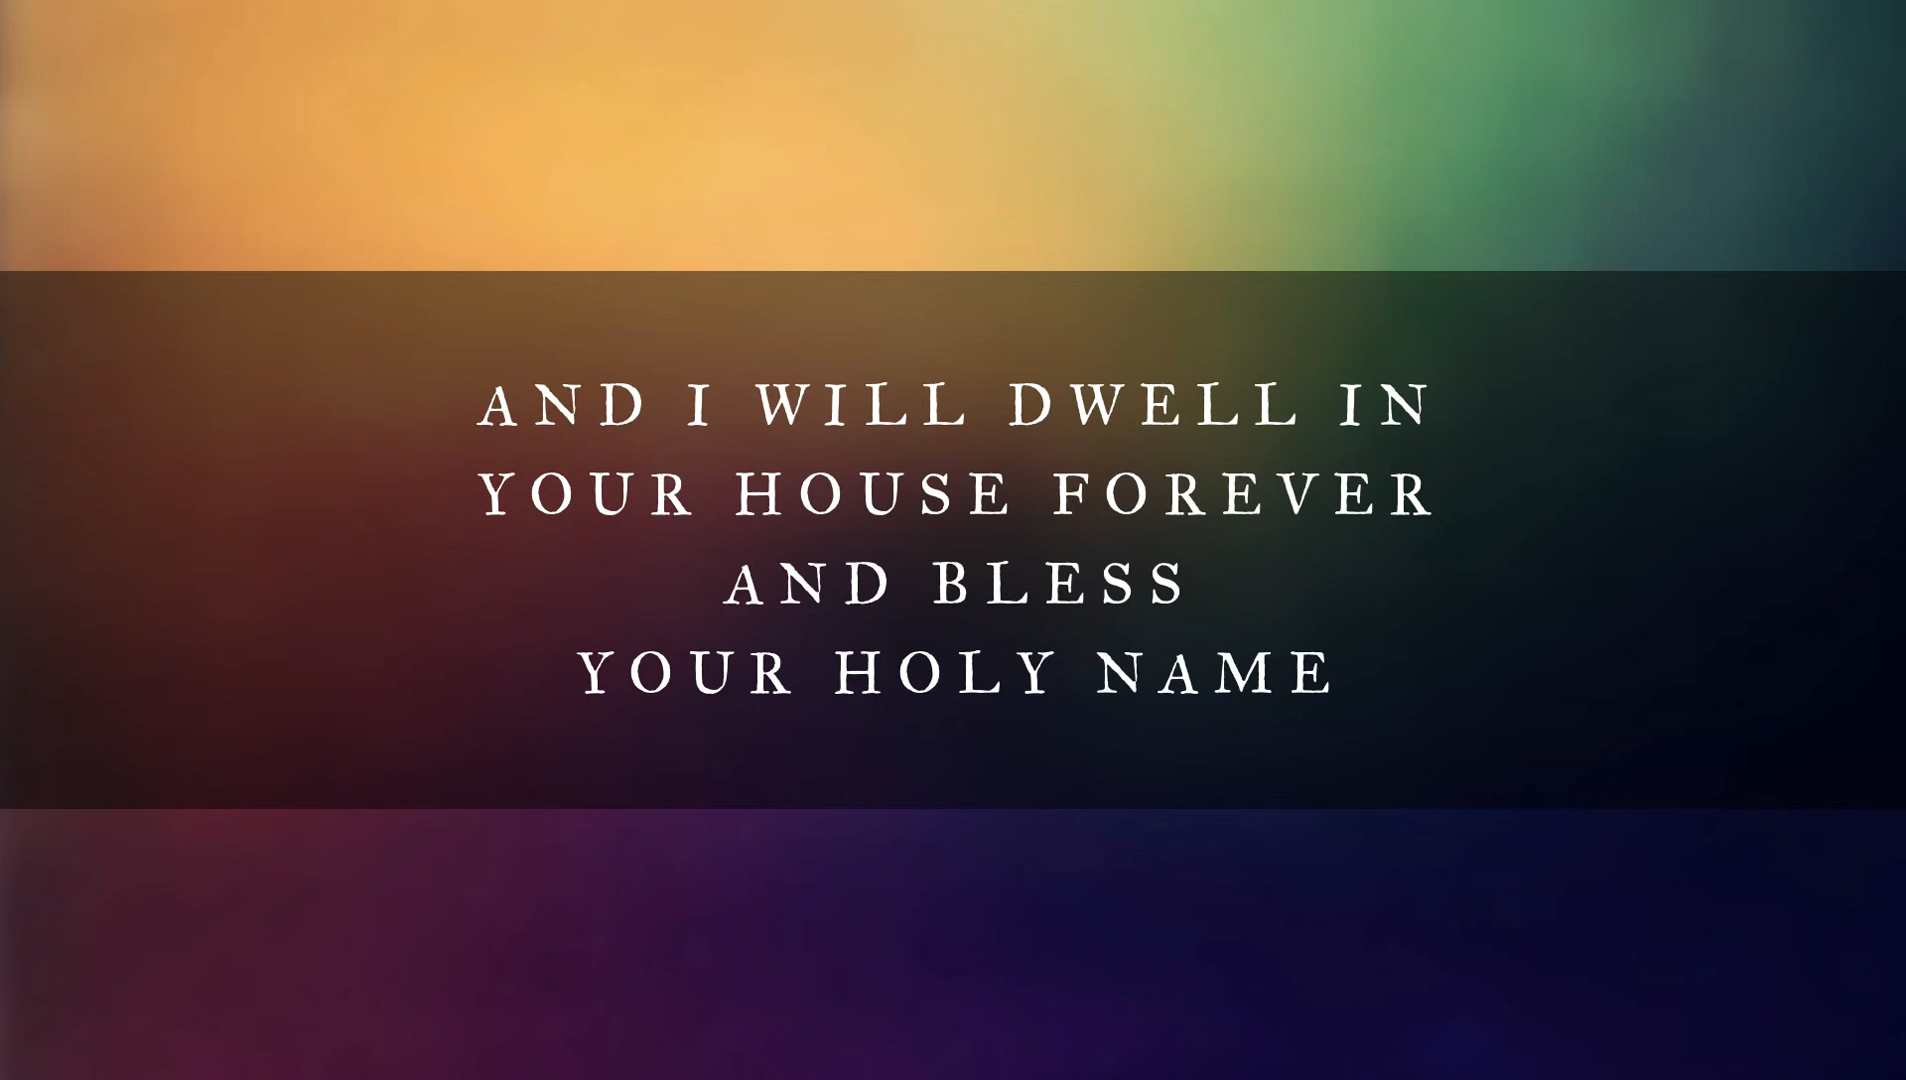 AND I WILL DWELL IN
YOUR HOUSE FOREVER
AND BLESS
YOUR HOLY NAME